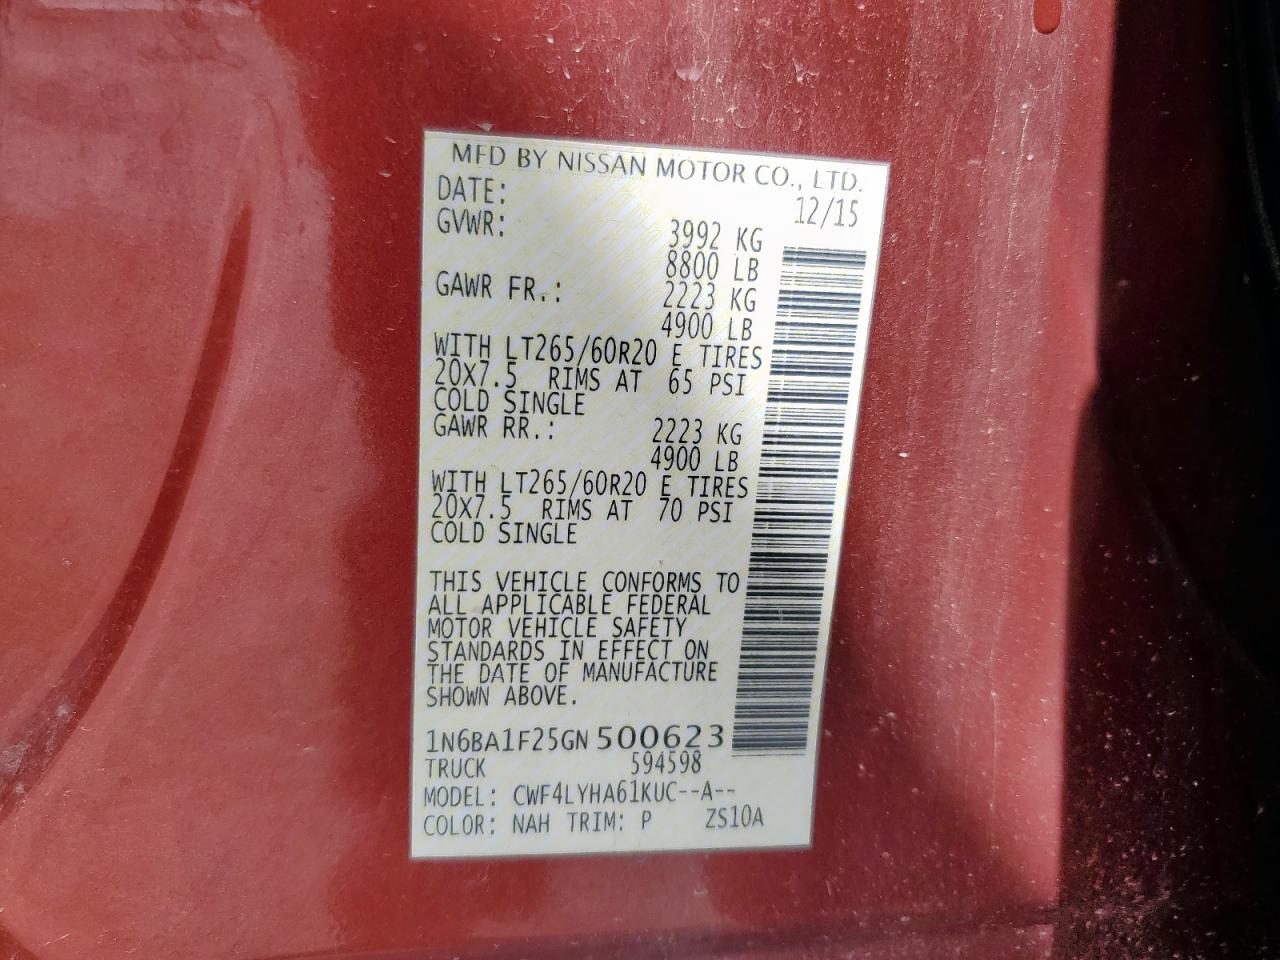 MFD BY NISSAN MOTOR CO., LTD.
DATE: 12/15
GVWR: 3992 KG
8800 LB
GAWR FR.: 2223 KG
4900 LB
WITH LT265/60R20 E TIRES
20X7.5 RIMS AT 65 PSI
COLD SINGLE
GAWR RR.: 2223 KG
4900 LB
WITH LT265/60R20 E TIRES
20X7.5 RIMS AT 70 PSI
COLD SINGLE
THIS VEHICLE CONFORMS TO
ALL APPLICABLE FEDERAL
MOTOR VEHICLE SAFETY
STANDARDS IN EFFECT ON
THE DATE OF MANUFACTURE
SHOWN ABOVE.
1N6BA1F25GN500623
TRUCK 594598
MODEL: CWF4LYHA61KUC--A--
COLOR: NAH TRIM: P ZS10A